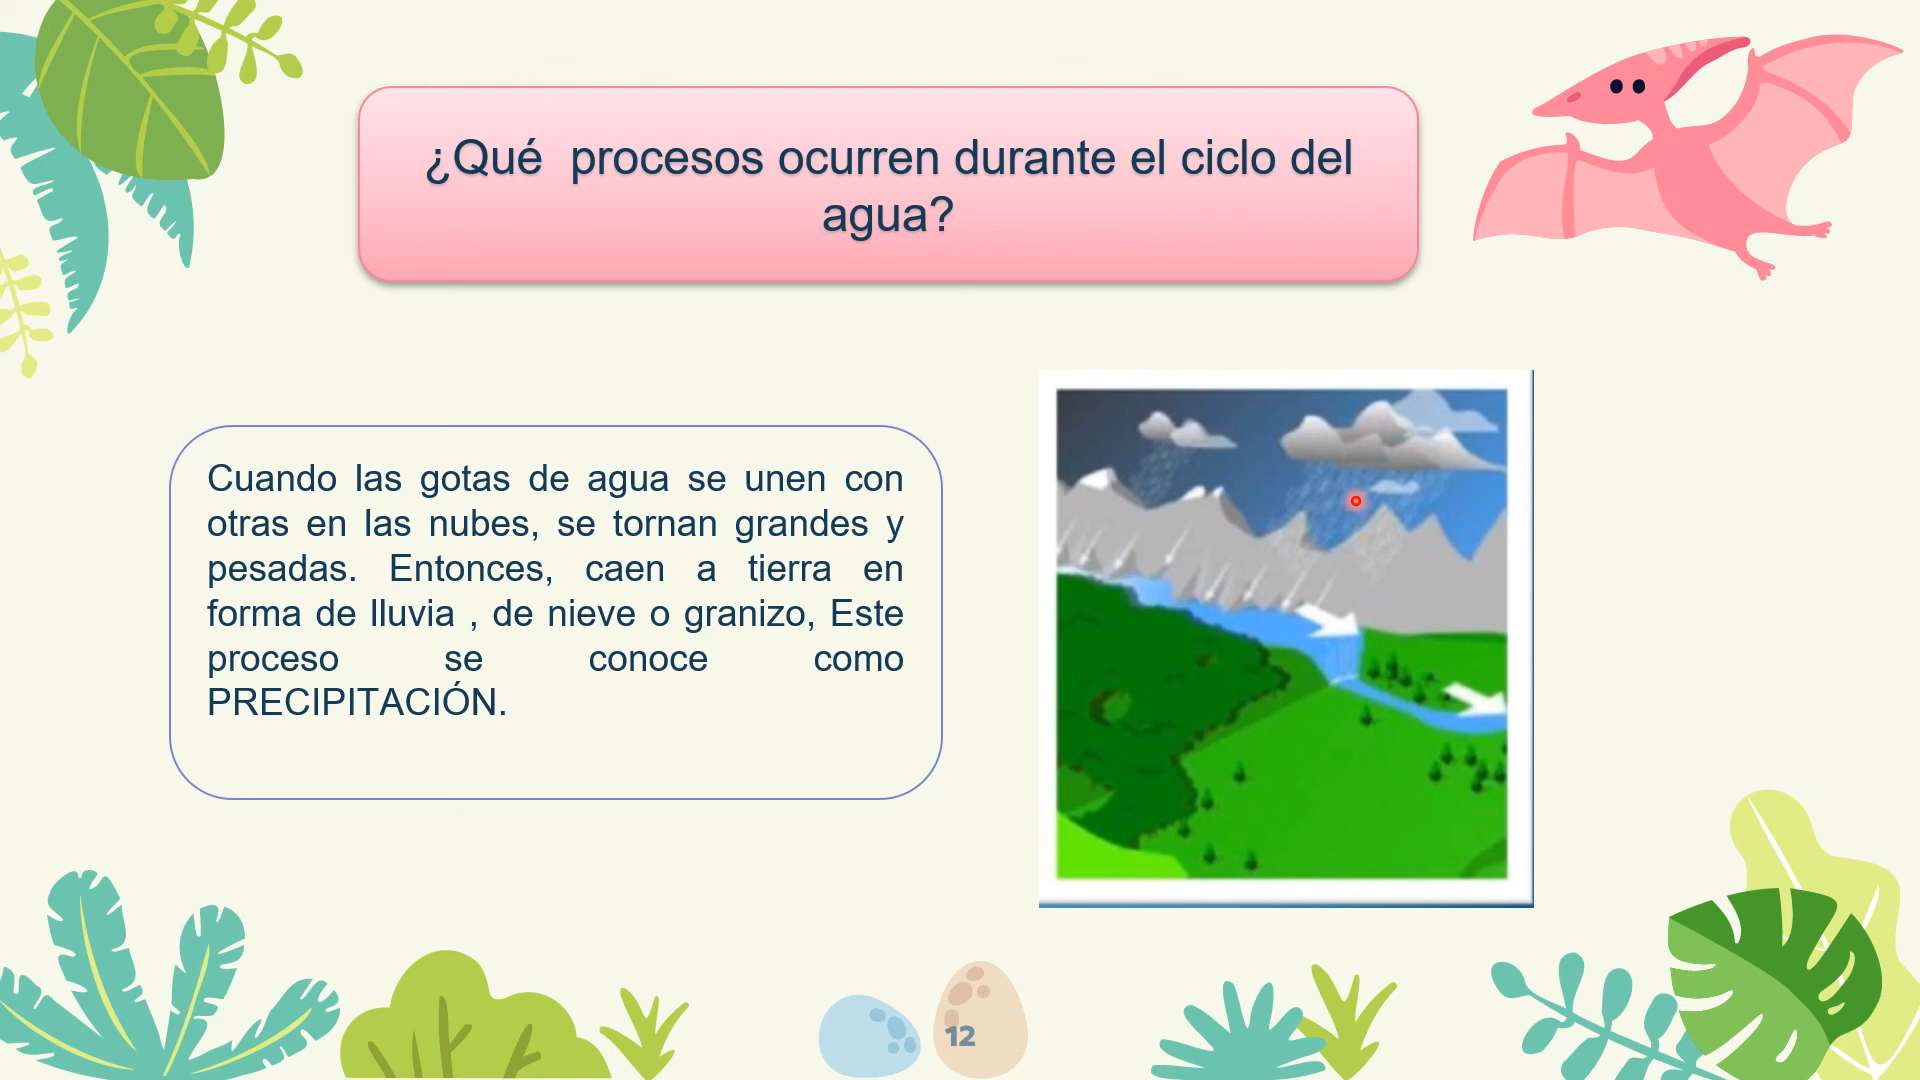 ¿Qué  procesos ocurren durante el ciclo del
agua?
Cuando las gotas de agua se unen con
otras en las nubes, se tornan grandes y
pesadas. Entonces, caen a tierra en
forma de lluvia , de nieve o granizo, Este
proceso se conoce como
PRECIPITACIÓN.
12